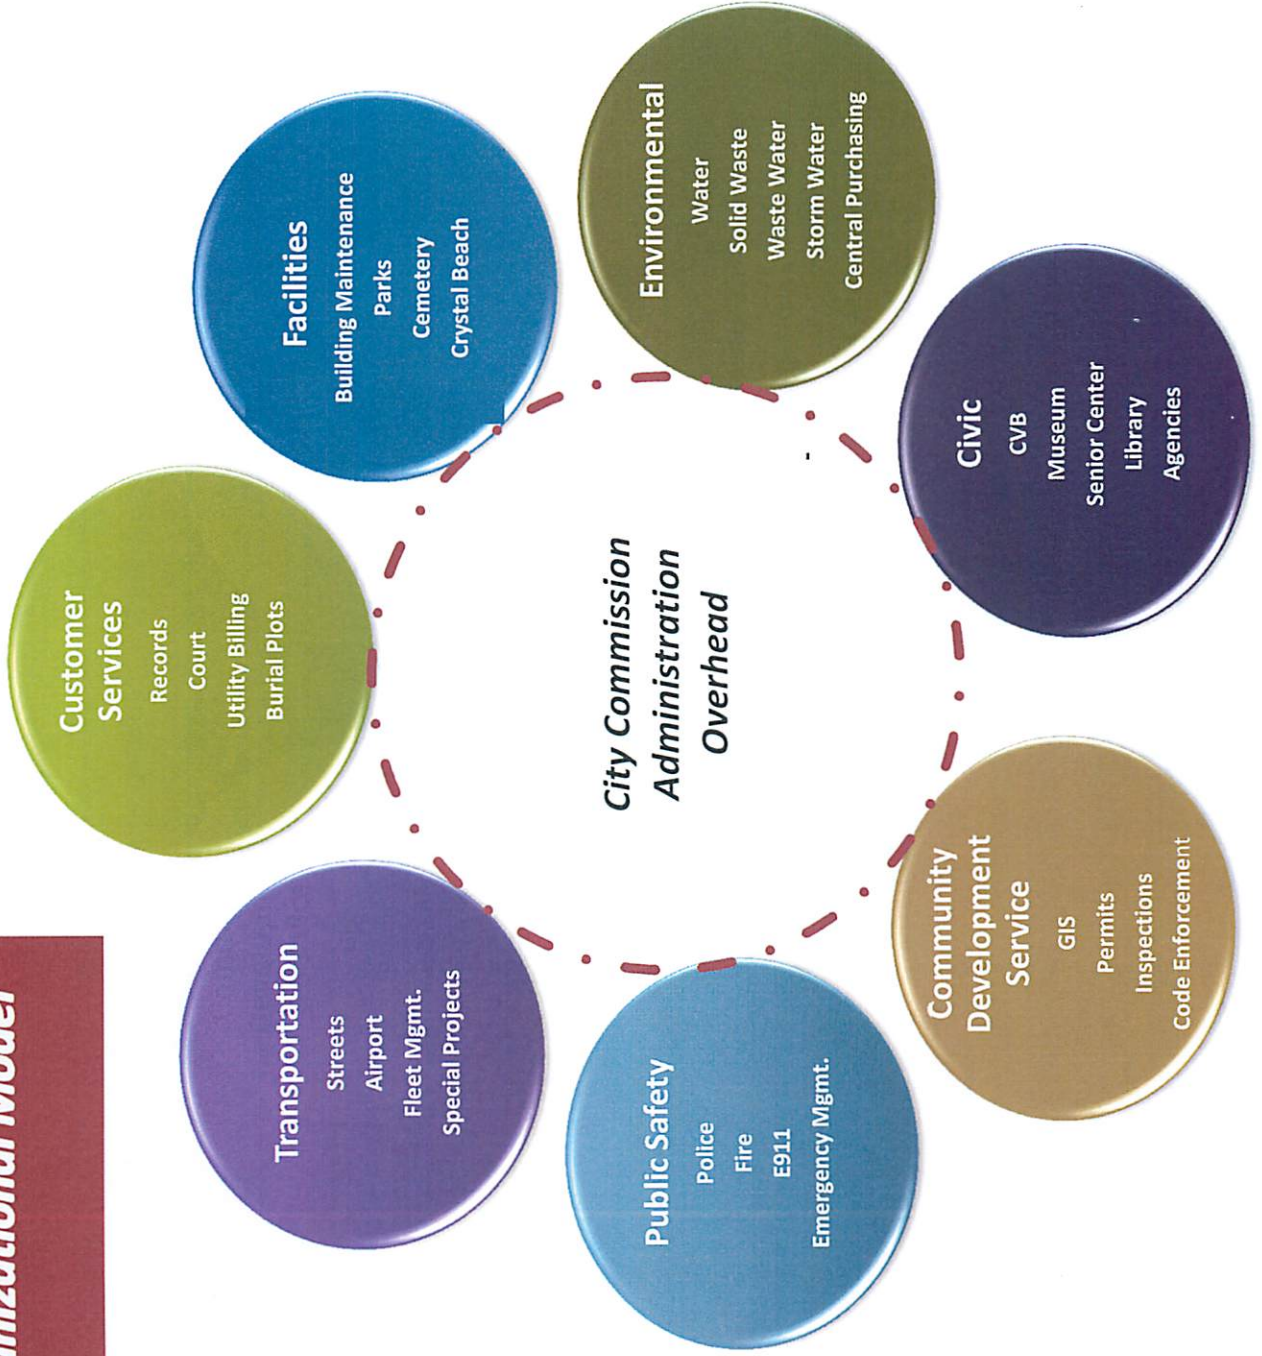 nizational Model
Customer
Services
Records
Court
Utility Billing
Burial Plots
Transportation
Streets
Airport
Fleet Mgmt.
Special Projects
Facilities
Building Maintenance
Parks
Cemetery
Crystal Beach
Public Safety
Police
Fire
E911
Emergency Mgmt.
City Commission
Administration
Overhead
Environmental
Water
Solid Waste
Waste Water
Storm Water
Central Purchasing
Community
Development
Service
GIS
Permits
Inspections
Code Enforcement
Civic
CVB
Museum
Senior Center
Library
Agencies